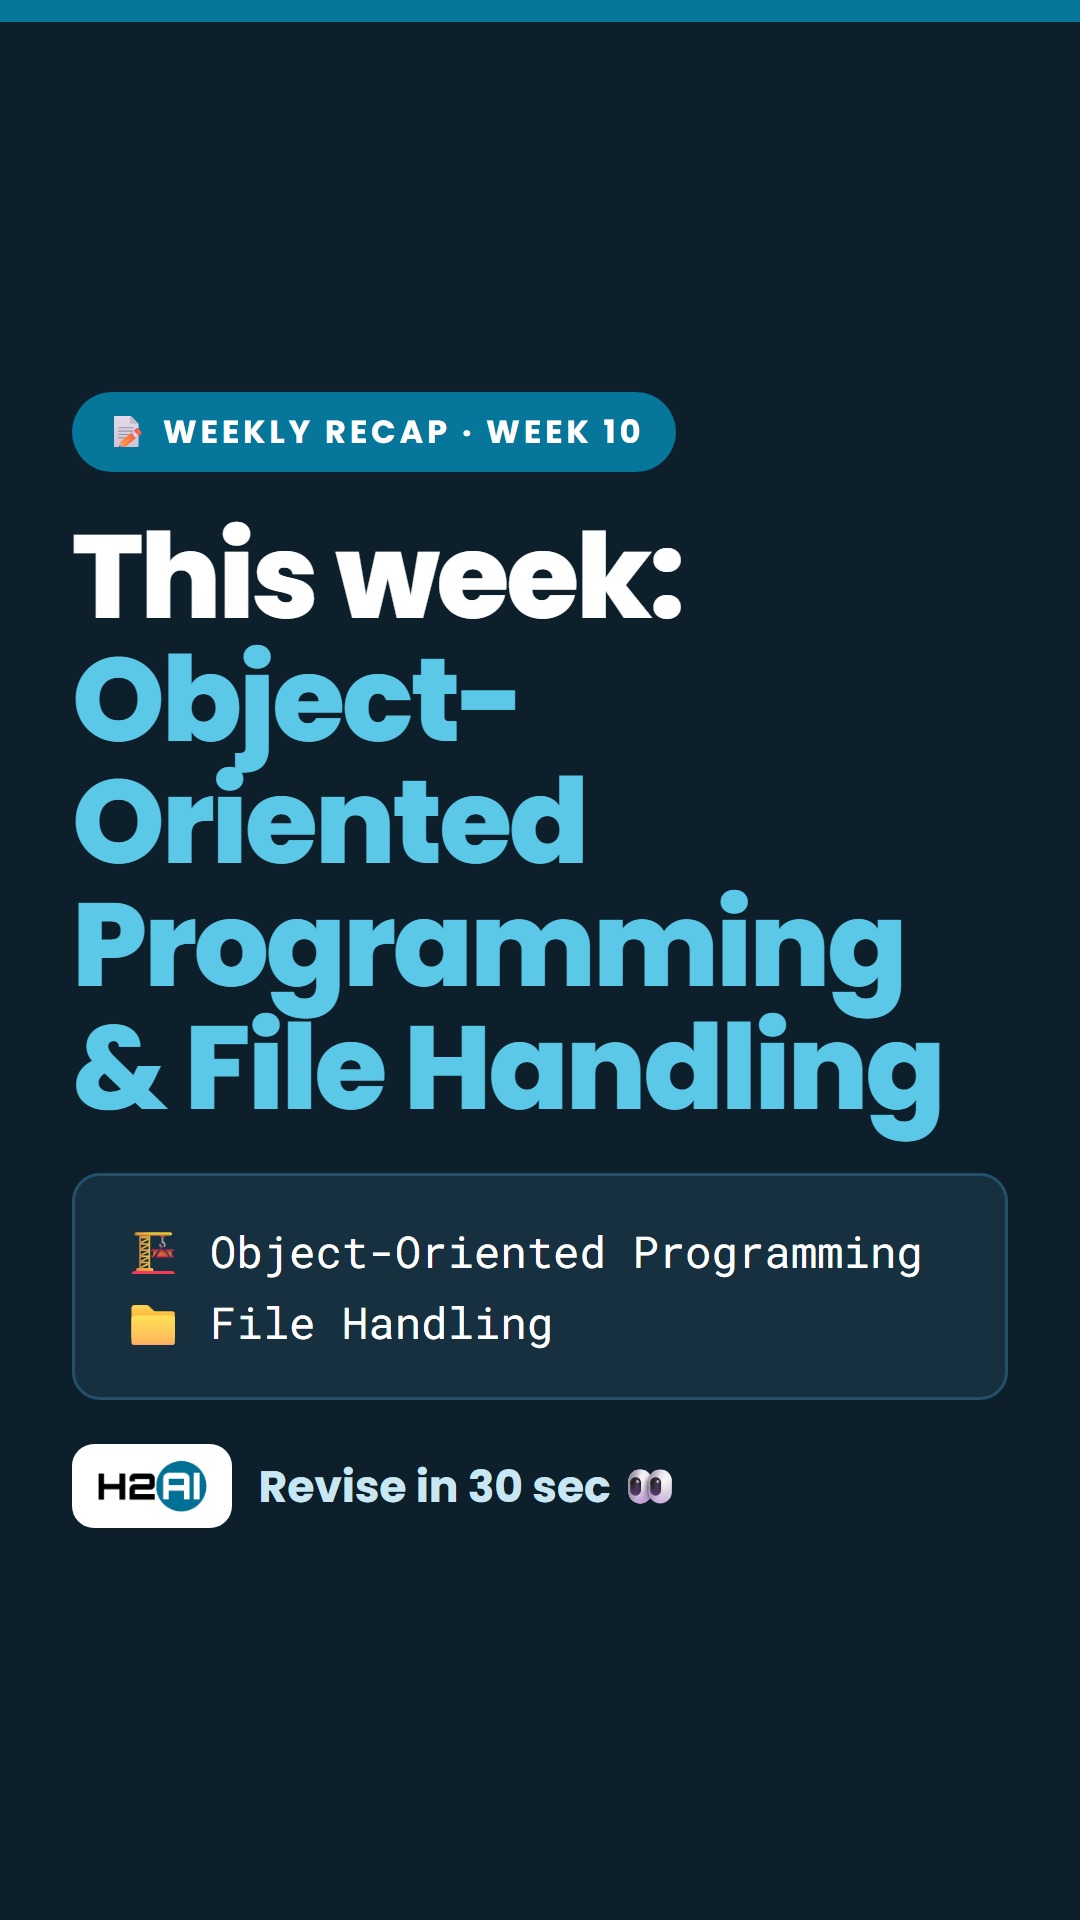 📝 WEEKLY RECAP · WEEK 10
This week:
Object-
Oriented
Programming
& File Handling
🏗️ Object-Oriented Programming
📁 File Handling
H2AI Revise in 30 sec 👀